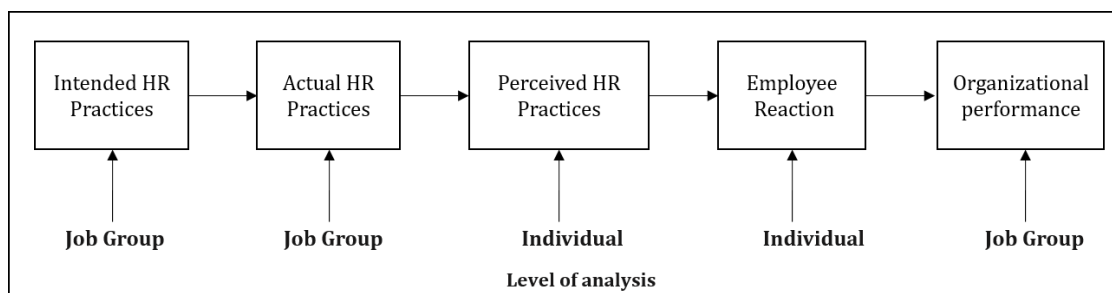 Intended HR
Practices
Actual HR
Practices
Perceived HR
Practices
Employee
Reaction
Organizational
performance
Job Group
Job Group
Individual
Individual
Job Group
Level of analysis